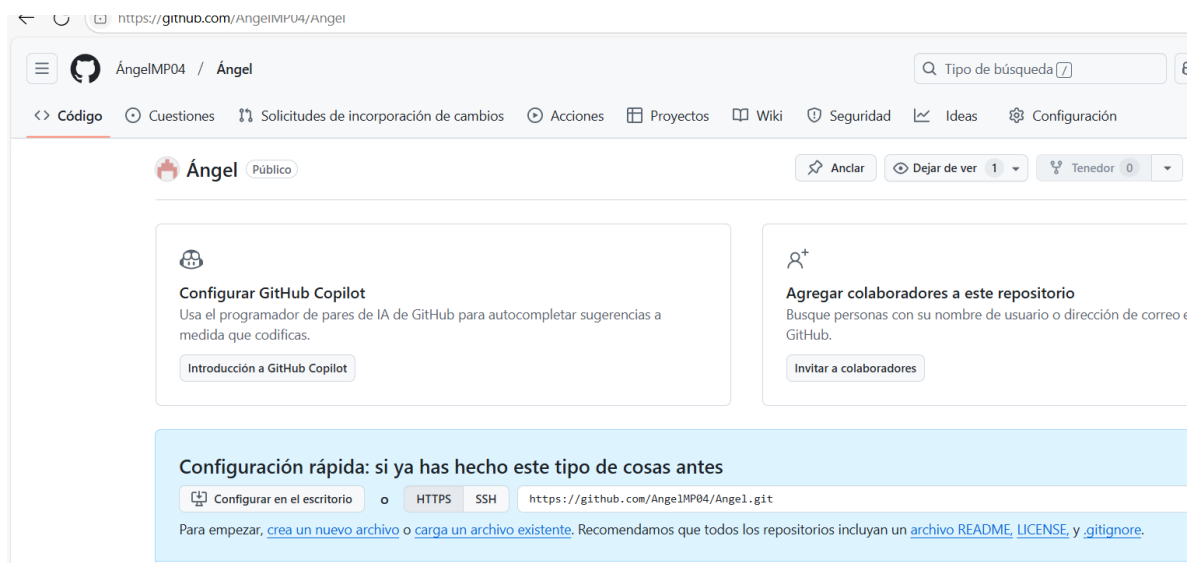 https://github.com/AngelMP04/Angel
ÁngelMP04 / Ángel
Tipo de búsqueda /
Código Cuestiones Solicitudes de incorporación de cambios Acciones Proyectos Wiki Seguridad Ideas Configuración
Ángel Público
Anclar Dejar de ver 1 Tenedor 0
Configurar GitHub Copilot
Usa el programador de pares de IA de GitHub para autocompletar sugerencias a
medida que codificas.
Introducción a GitHub Copilot
Agregar colaboradores a este repositorio
Busque personas con su nombre de usuario o dirección de correo
GitHub.
Invitar a colaboradores
Configuración rápida: si ya has hecho este tipo de cosas antes
Configurar en el escritorio o HTTPS SSH https://github.com/AngelMP04/Angel.git
Para empezar, crea un nuevo archivo o carga un archivo existente. Recomendamos que todos los repositorios incluyan un archivo README, LICENSE, y .gitignore.